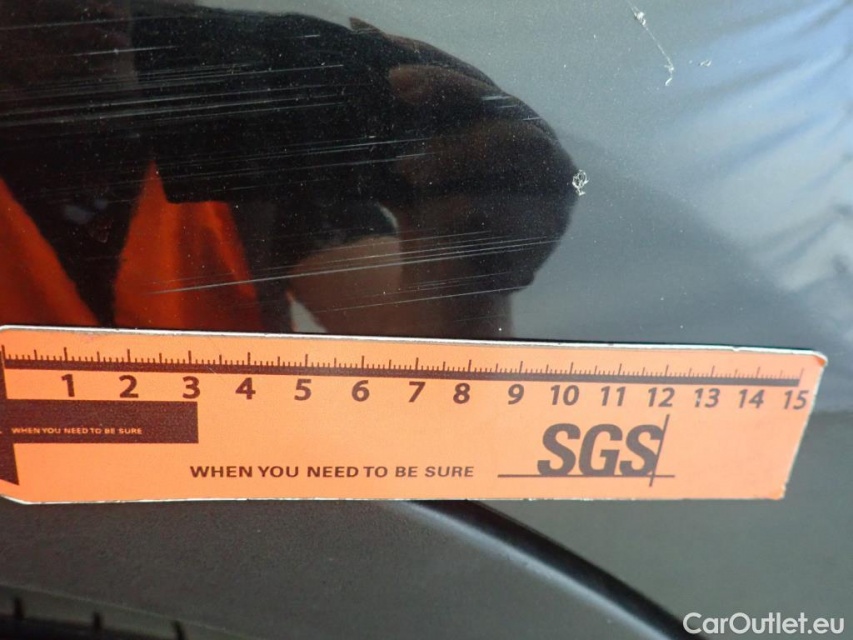 1 2 3 4 5 6 7 8 9 10 11 12 13 14 15
WHEN YOU NEED TO BE SURE
WHEN YOU NEED TO BE SURE
SGS
CarOutlet.eu